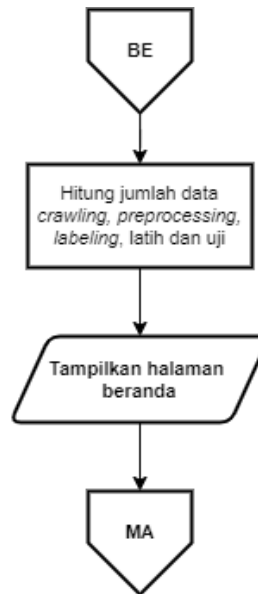 BE
Hitung jumlah data
crawling, preprocessing,
labeling, latih dan uji
Tampilkan halaman
beranda
MA